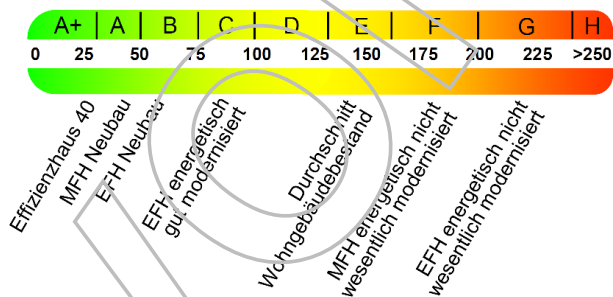 A+ A B C D E F G H
0 25 50 75 100 125 150 175 200 225 >250
Effizienzhaus 40
MFH Neubau
EFH Neubau
EFH energetisch
gut modernisiert
Durchschnitt
Wohngebäudebestand
MFH energetisch nicht
wesentlich modernisiert
EFH energetisch nicht
wesentlich modernisiert